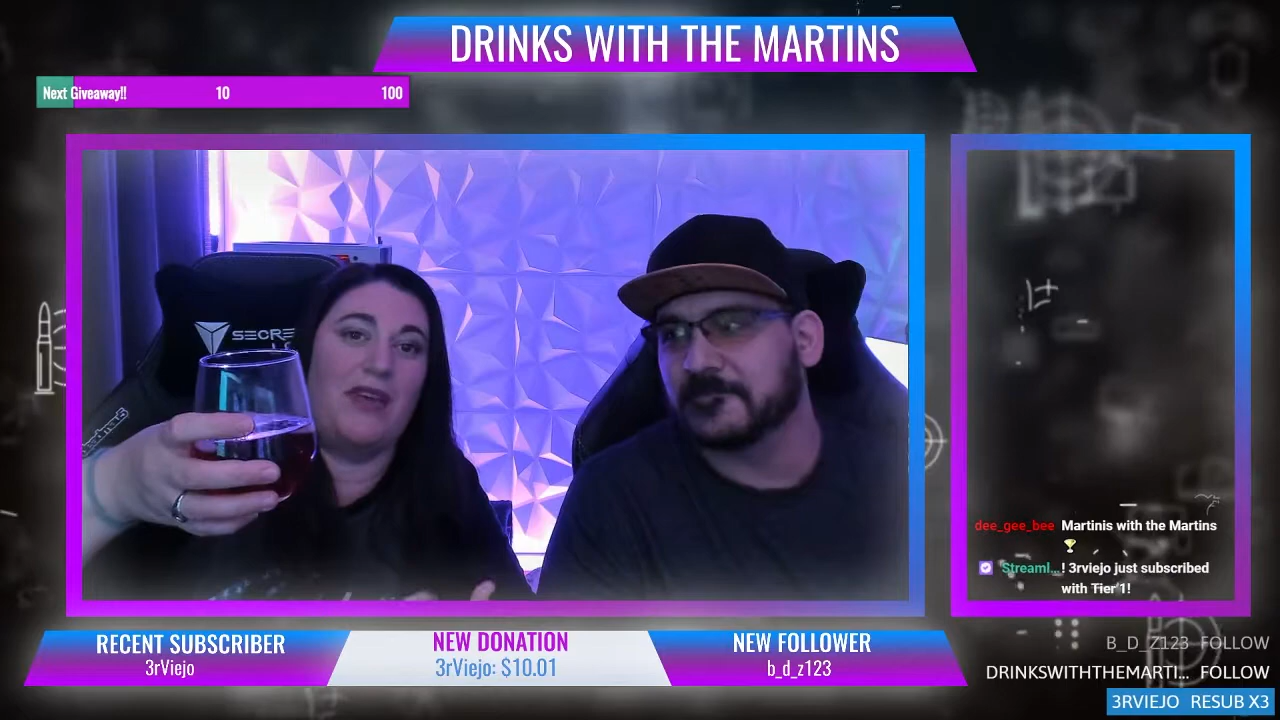 DRINKS WITH THE MARTINS
Next Giveaway!! 10 100
SECRE
dee_gee_bee Martinis with the Martins
Streaml...! 3rviejo just subscribed
with Tier 1!
RECENT SUBSCRIBER
3rViejo
NEW DONATION
3rViejo: $10.01
NEW FOLLOWER
b_d_z123
B_D_Z123 FOLLOW
DRINKSWITHTHEMARTI... FOLLOW
3RVIEJO RESUB X3